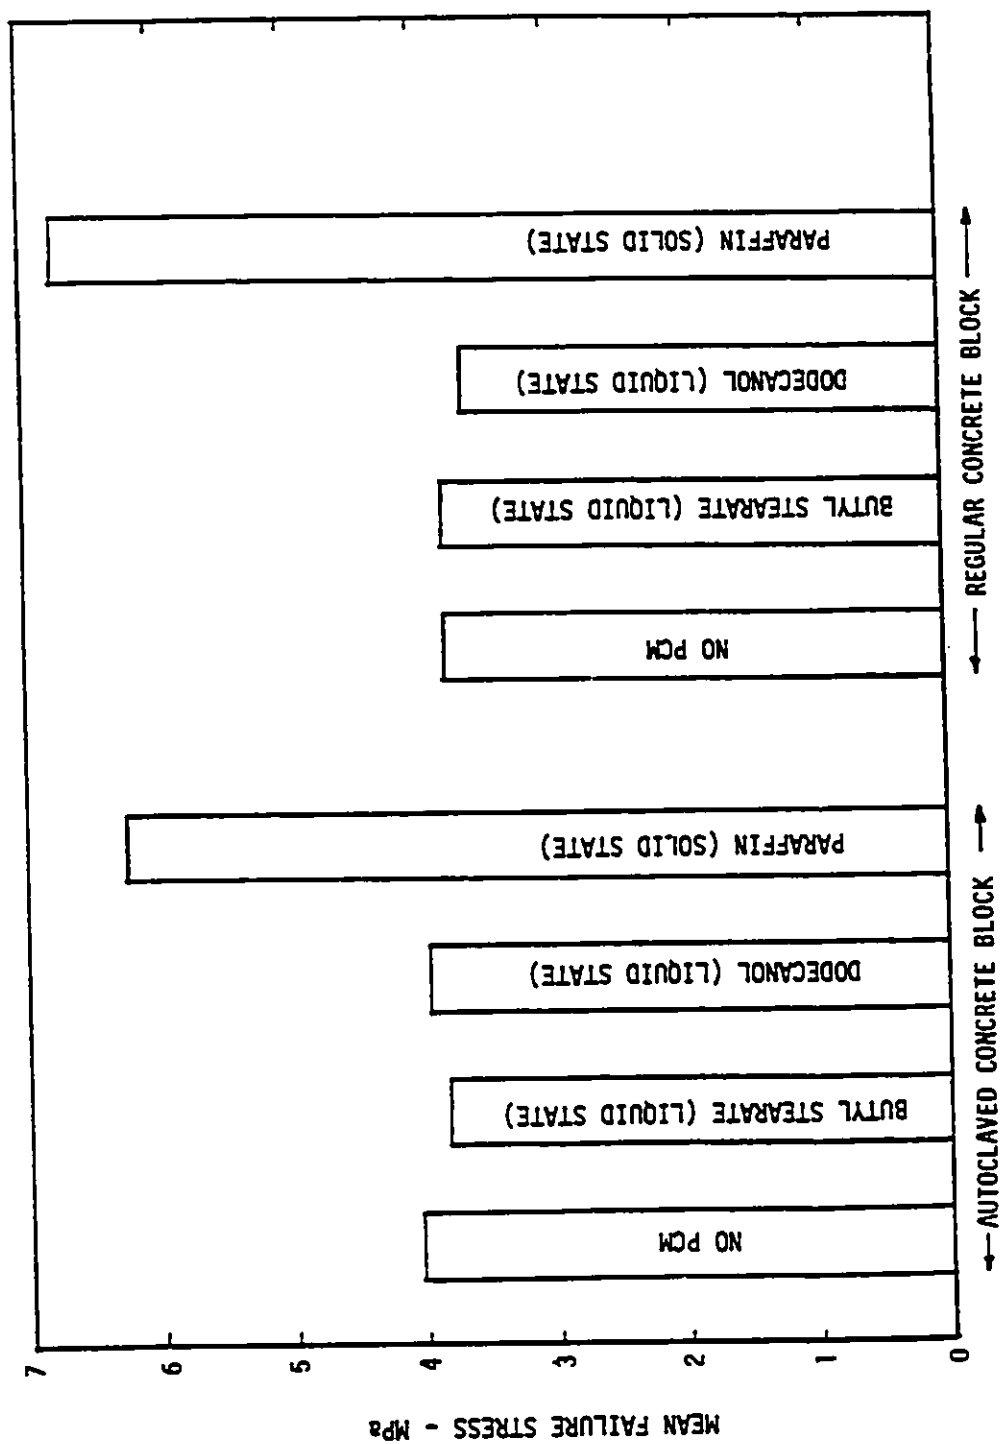 MEAN FAILURE STRESS - MPa
7
6
5
4
3
2
1
0
NO PCM
BUTYL STEARATE (LIQUID STATE)
DODECANOL (LIQUID STATE)
PARAFFIN (SOLID STATE)
NO PCM
BUTYL STEARATE (LIQUID STATE)
DODECANOL (LIQUID STATE)
PARAFFIN (SOLID STATE)
AUTOCLAVED CONCRETE BLOCK
REGULAR CONCRETE BLOCK